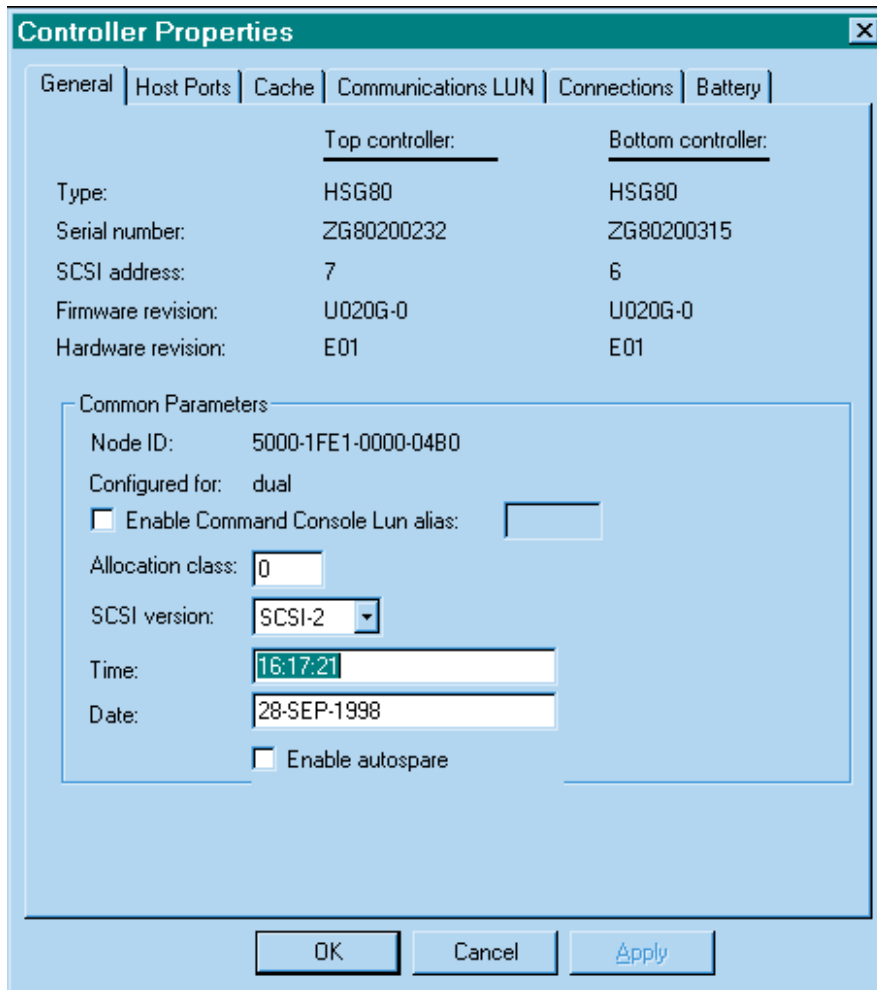 Controller Properties
General Host Ports Cache Communications LUN Connections Battery
Top controller: Bottom controller:
Type: HSG80 HSG80
Serial number: ZG80200232 ZG80200315
SCSI address: 7 6
Firmware revision: U020G-0 U020G-0
Hardware revision: E01 E01
Common Parameters
Node ID: 5000-1FE1-0000-04B0
Configured for: dual
Enable Command Console Lun alias:
Allocation class: 0
SCSI version: SCSI-2
Time: 16:17:21
Date: 28-SEP-1998
Enable autospare
OK Cancel Apply